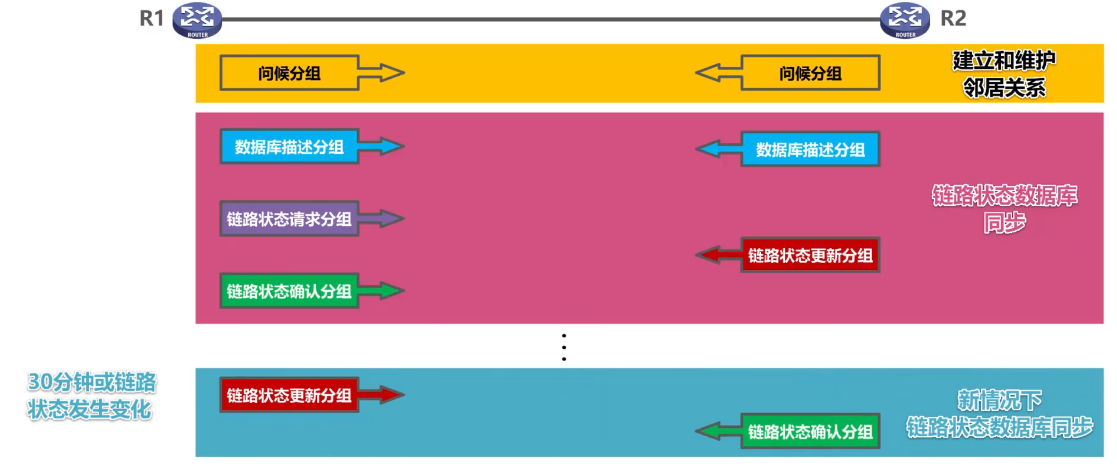 R1
R2
ROUTER
ROUTER
问候分组
问候分组
建立和维护
邻居关系
数据库描述分组
数据库描述分组
链路状态请求分组
链路状态数据库
同步
链路状态更新分组
链路状态确认分组
⋮
30分钟或链路
状态发生变化
链路状态更新分组
新情况下
链路状态数据库同步
链路状态确认分组